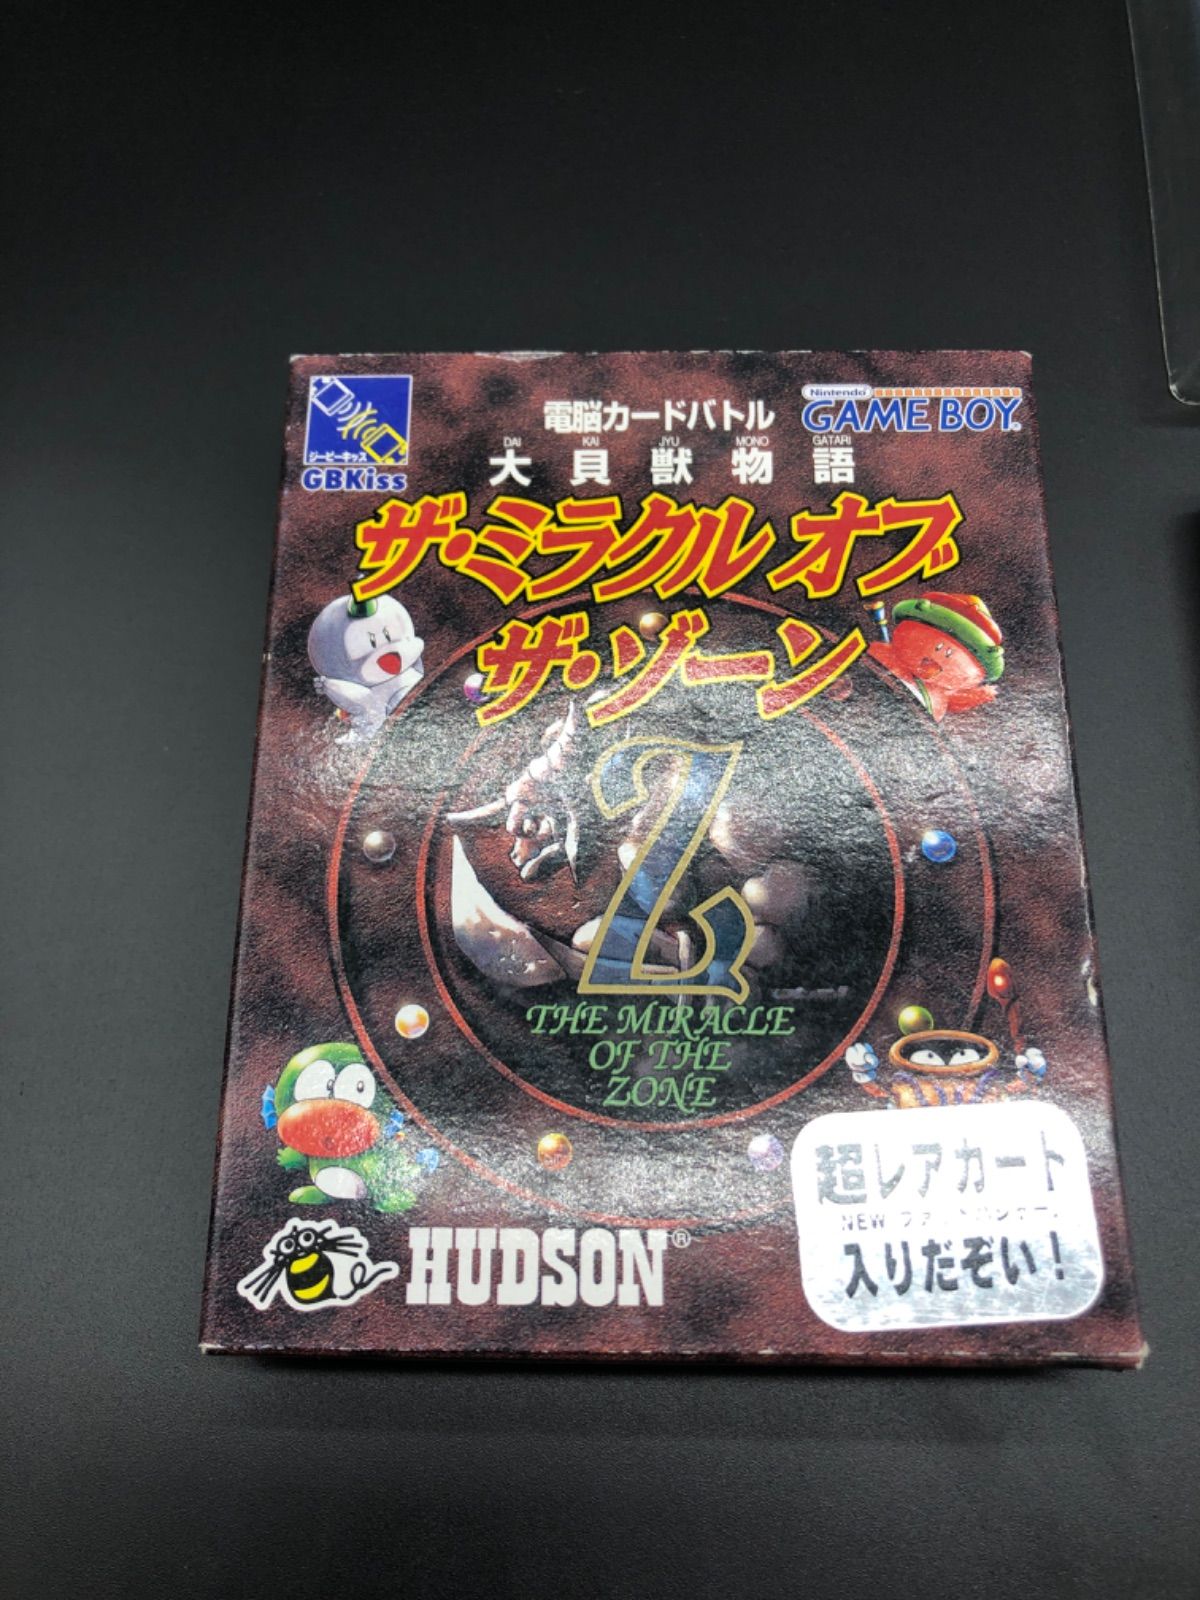 電脳カードバトル
Nintendo
GAME BOY®
DAI KAI JYU MONO GATARI
大貝獣物語
ジービーキッス
GBKiss
ザ・ミラクル オブ
ザ・ゾーン
2
THE MIRACLE
OF THE
ZONE
超レアカード
NEW
入りだぞい!
HUDSON®